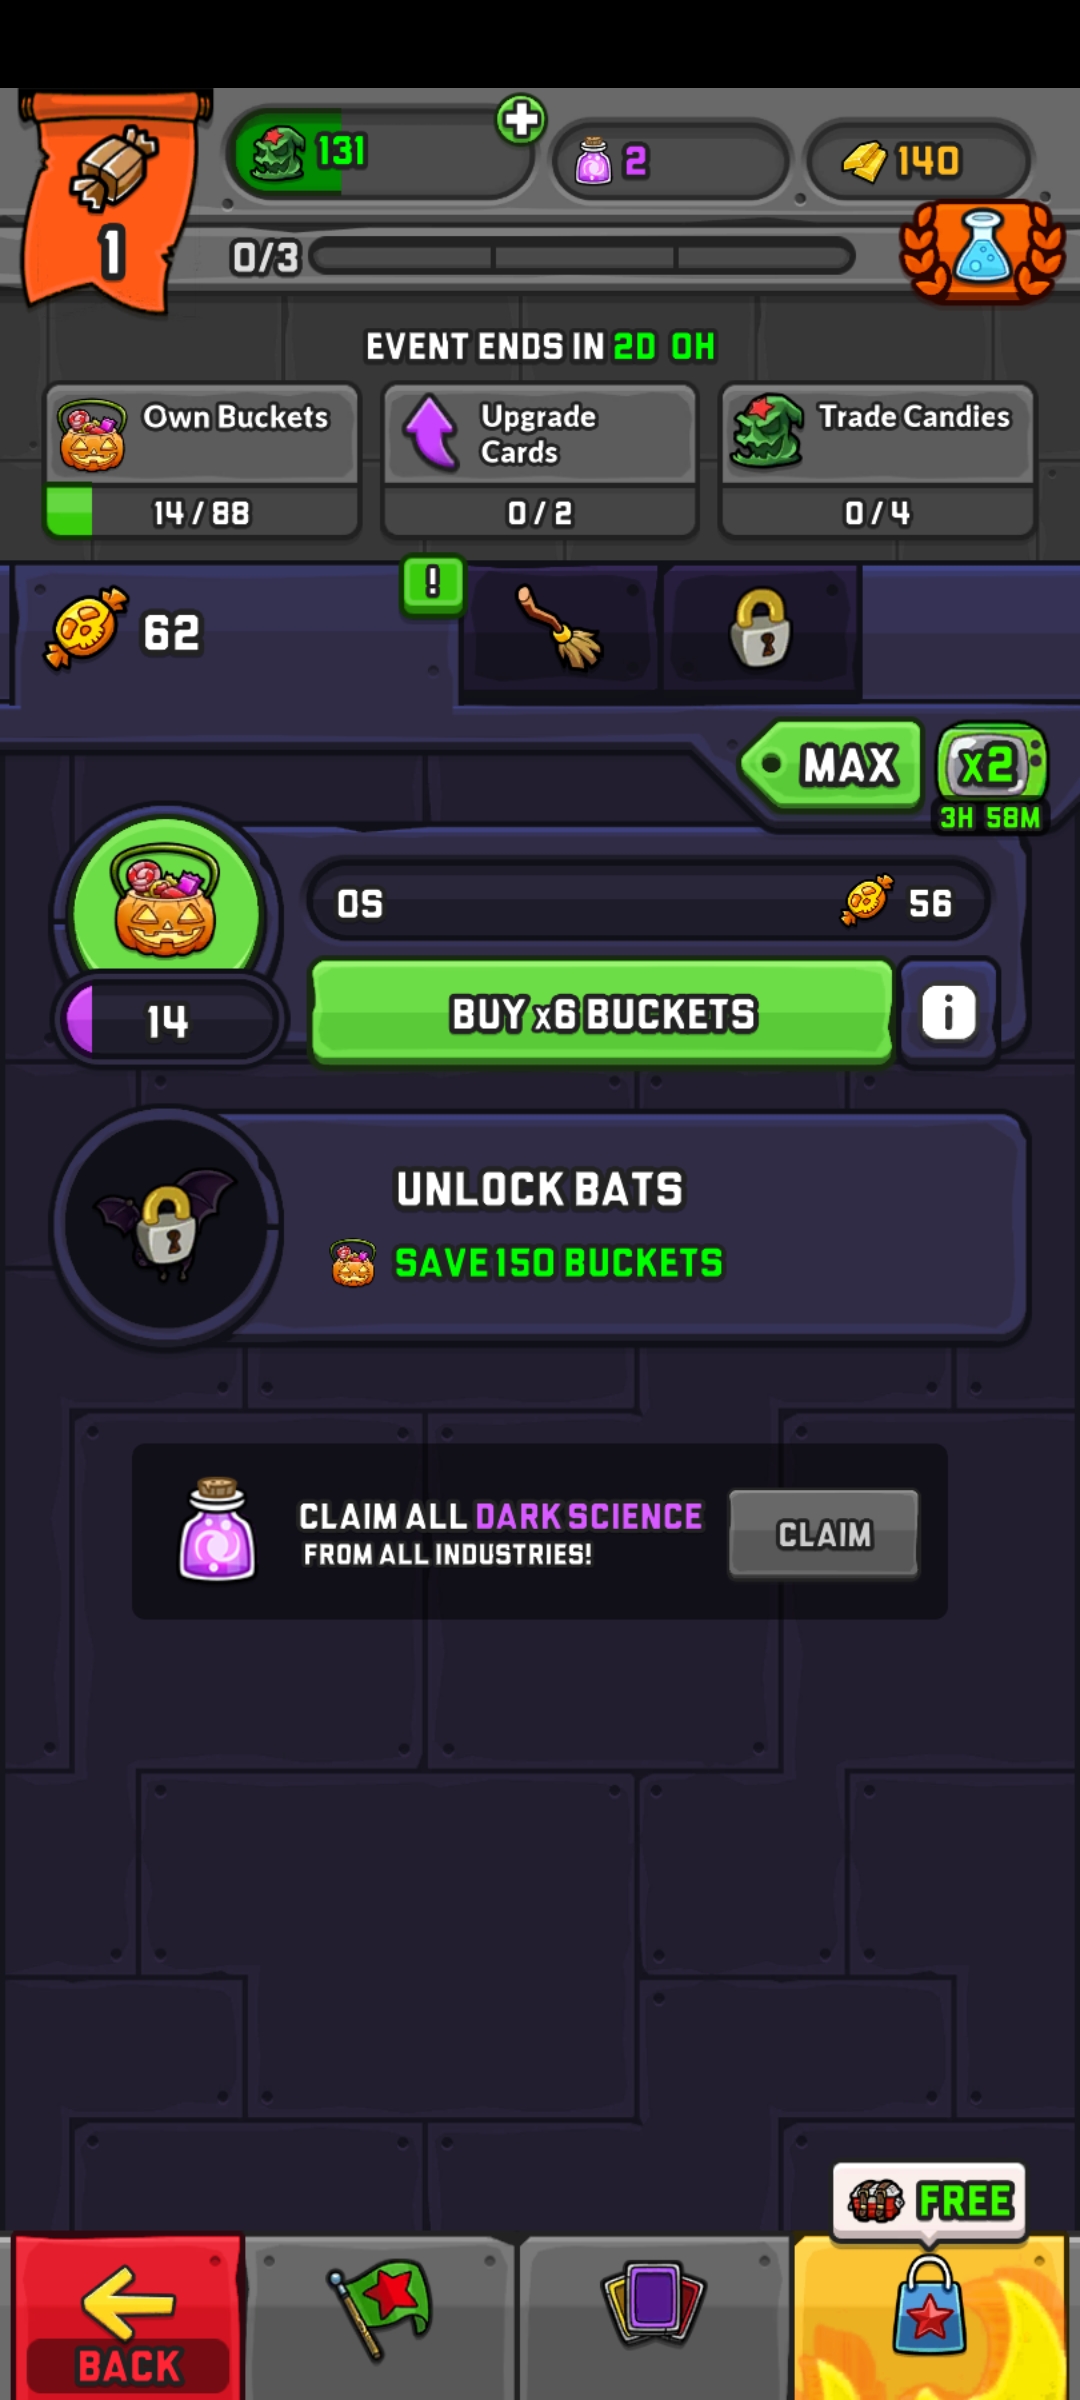 131
2
140
1
0/3
EVENT ENDS IN 2D 0H
Own Buckets
14/88
Upgrade
Cards
0/2
Trade Candies
0/4
62
!
MAX
x2
3H 58M
0S
56
14
BUY x6 BUCKETS
i
UNLOCK BATS
SAVE 150 BUCKETS
CLAIM ALL DARK SCIENCE
FROM ALL INDUSTRIES!
CLAIM
FREE
BACK